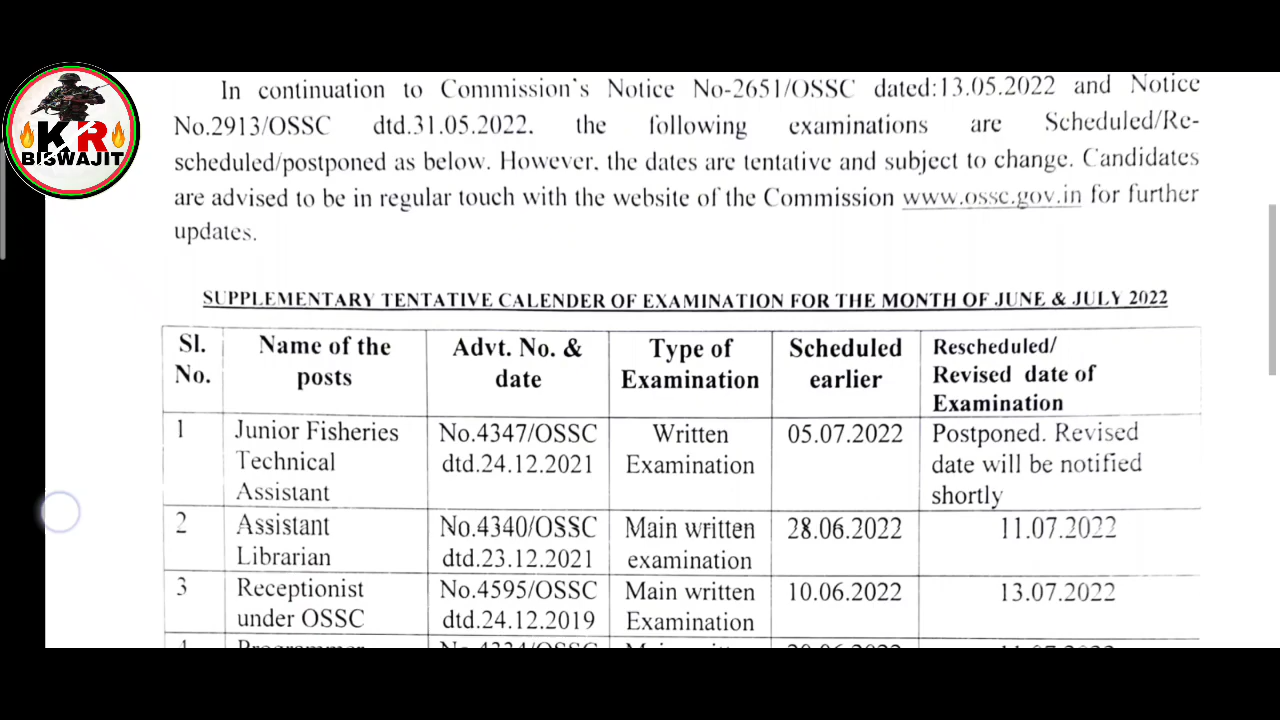 KR
BISWAJIT
In continuation to Commission's Notice No-2651/OSSC dated:13.05.2022 and Notice
No.2913/OSSC dtd.31.05.2022. the following examinations are Scheduled/Re-
scheduled/postponed as below. However, the dates are tentative and subject to change. Candidates
are advised to be in regular touch with the website of the Commission www.ossc.gov.in for further
updates.
SUPPLEMENTARY TENTATIVE CALENDER OF EXAMINATION FOR THE MONTH OF JUNE & JULY 2022
Sl. No. Name of the posts Advt. No. & date Type of Examination Scheduled earlier Rescheduled/ Revised date of Examination
1 Junior Fisheries Technical Assistant No.4347/OSSC dtd.24.12.2021 Written Examination 05.07.2022 Postponed. Revised date will be notified shortly
2 Assistant Librarian No.4340/OSSC dtd.23.12.2021 Main written examination 28.06.2022 11.07.2022
3 Receptionist under OSSC No.4595/OSSC dtd.24.12.2019 Main written Examination 10.06.2022 13.07.2022